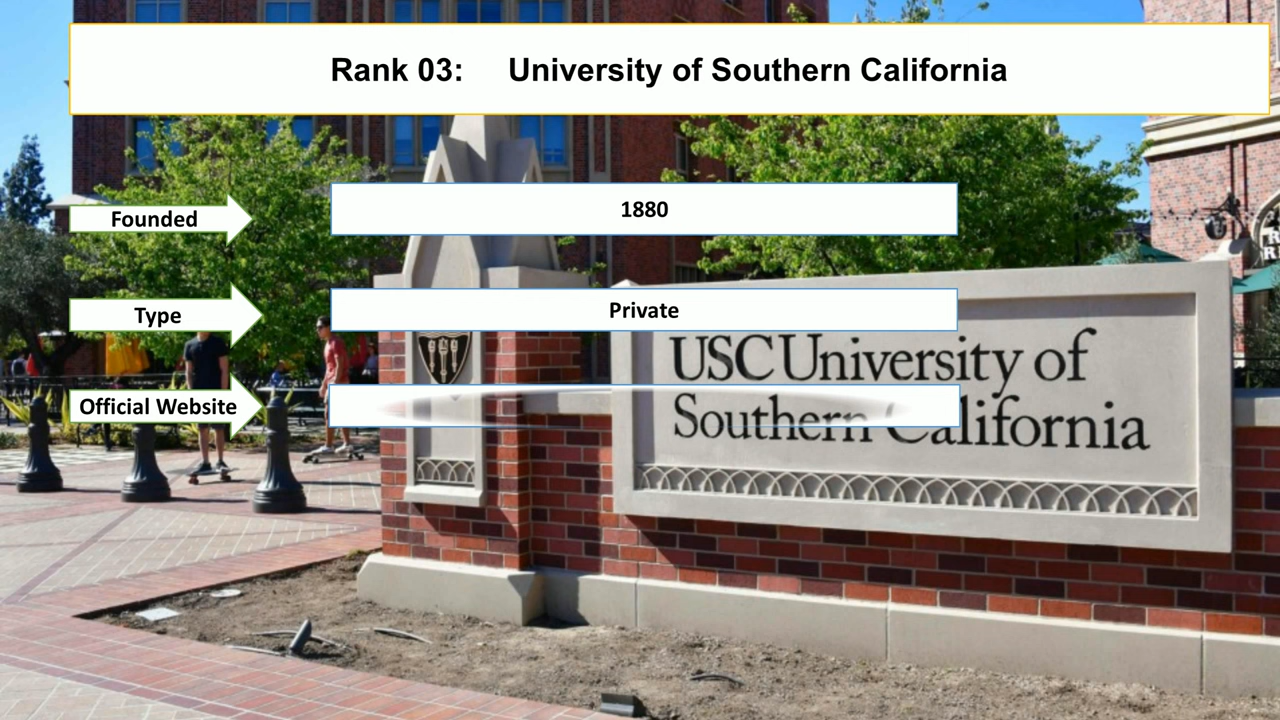 Rank 03: University of Southern California
Founded
1880
Type
Private
USC University of
Official Website
Southern California